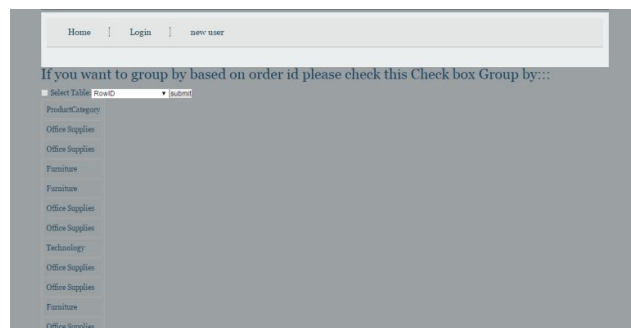 Home Login new user
If you want to group by based on order id please check this Check box Group by:::
Select Table: RowID submit
ProductCategory
Office Supplies
Office Supplies
Furniture
Furniture
Office Supplies
Office Supplies
Technology
Office Supplies
Office Supplies
Furniture
Office Supplies